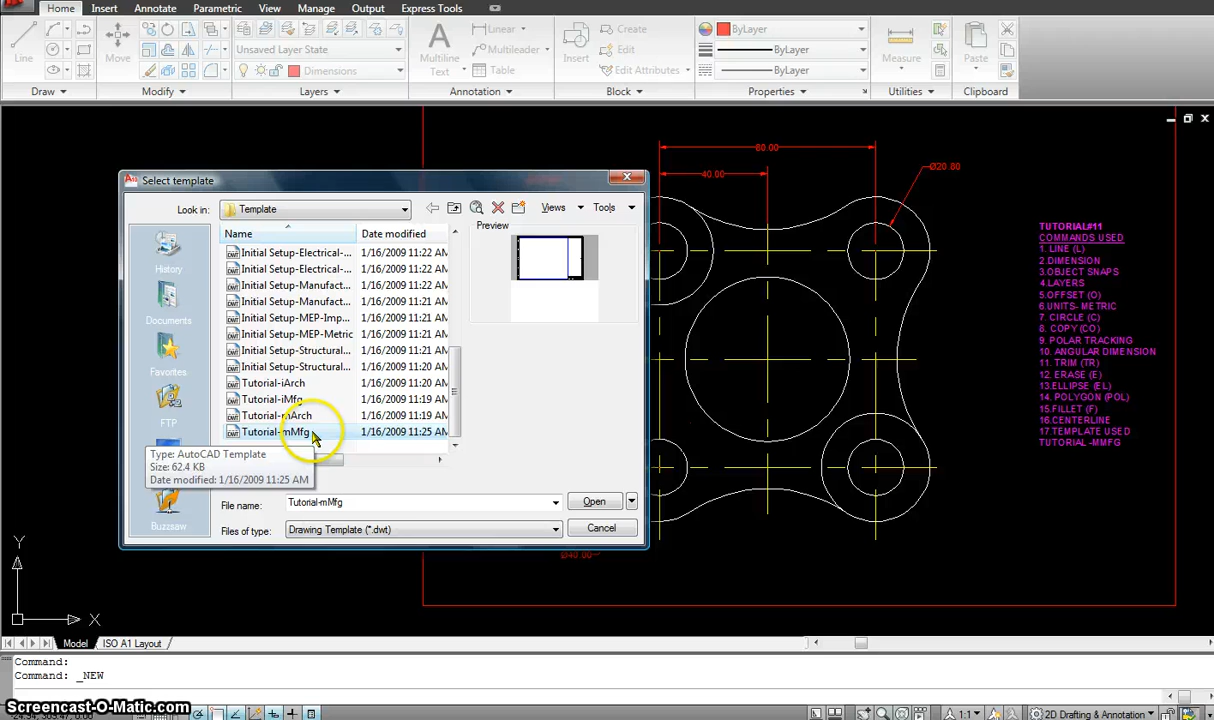 Home Insert Annotate Parametric View Manage Output Express Tools
Line
Move
Unsaved Layer State
Dimensions
Multiline
Text
Linear
Multileader
Table
Insert
Create
Edit
Edit Attributes
ByLayer
ByLayer
ByLayer
Measure
Paste
Draw Modify Layers Annotation Block Properties Utilities Clipboard
Select template
Look in: Template Views Tools
Name Date modified
Preview
Initial Setup-Electrical-... 1/16/2009 11:22 AM
Initial Setup-Electrical-... 1/16/2009 11:22 AM
Initial Setup-Manufact... 1/16/2009 11:22 AM
Initial Setup-Manufact... 1/16/2009 11:21 AM
Initial Setup-MEP-Imp... 1/16/2009 11:21 AM
Initial Setup-MEP-Metric 1/16/2009 11:21 AM
Initial Setup-Structural... 1/16/2009 11:21 AM
Initial Setup-Structural... 1/16/2009 11:20 AM
Tutorial-iArch 1/16/2009 11:20 AM
Tutorial-iMfg 1/16/2009 11:19 AM
Tutorial-mArch 1/16/2009 11:19 AM
Tutorial-mMfg 1/16/2009 11:25 AM
History
Documents
Favorites
FTP
Buzzsaw
Type: AutoCAD Template
Size: 62.4 KB
Date modified: 1/16/2009 11:25 AM
File name: Tutorial-mMfg Open
Files of type: Drawing Template (*.dwt) Cancel
80.00
40.00
Ø20.80
Ø40.00
TUTORIAL#11
COMMANDS USED
1. LINE (L)
2.DIMENSION
3.OBJECT SNAPS
4.LAYERS
5.OFFSET (O)
6.UNITS- METRIC
7. CIRCLE (C)
8. COPY (CO)
9. POLAR TRACKING
10. ANGULAR DIMENSION
11. TRIM (TR)
12. ERASE (E)
13.ELLIPSE (EL)
14. POLYGON (POL)
15.FILLET (F)
16.CENTERLINE
17.TEMPLATE USED
TUTORIAL -MMFG
Y
X
Model ISO A1 Layout
Command:
Command: _NEW
Screencast-O-Matic.com
1:1
2D Drafting & Annotation